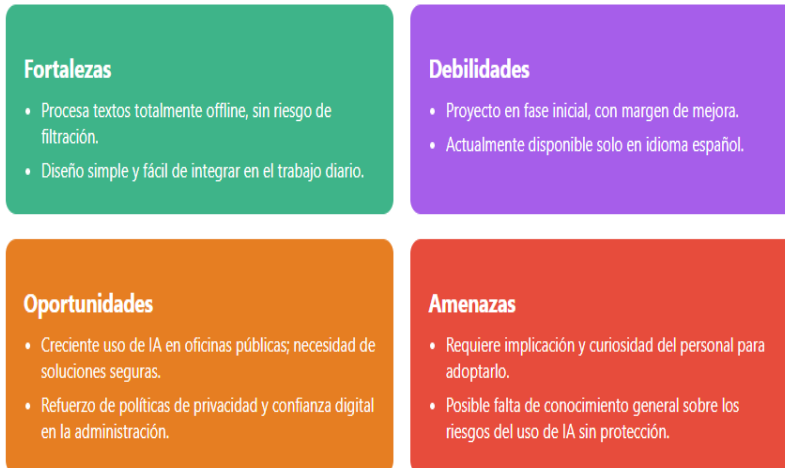 Fortalezas
• Procesa textos totalmente offline, sin riesgo de
filtración.
• Diseño simple y fácil de integrar en el trabajo diario.
Debilidades
• Proyecto en fase inicial, con margen de mejora.
• Actualmente disponible solo en idioma español.
Oportunidades
• Creciente uso de IA en oficinas públicas; necesidad de
soluciones seguras.
• Refuerzo de políticas de privacidad y confianza digital
en la administración.
Amenazas
• Requiere implicación y curiosidad del personal para
adoptarlo.
• Posible falta de conocimiento general sobre los
riesgos del uso de IA sin protección.